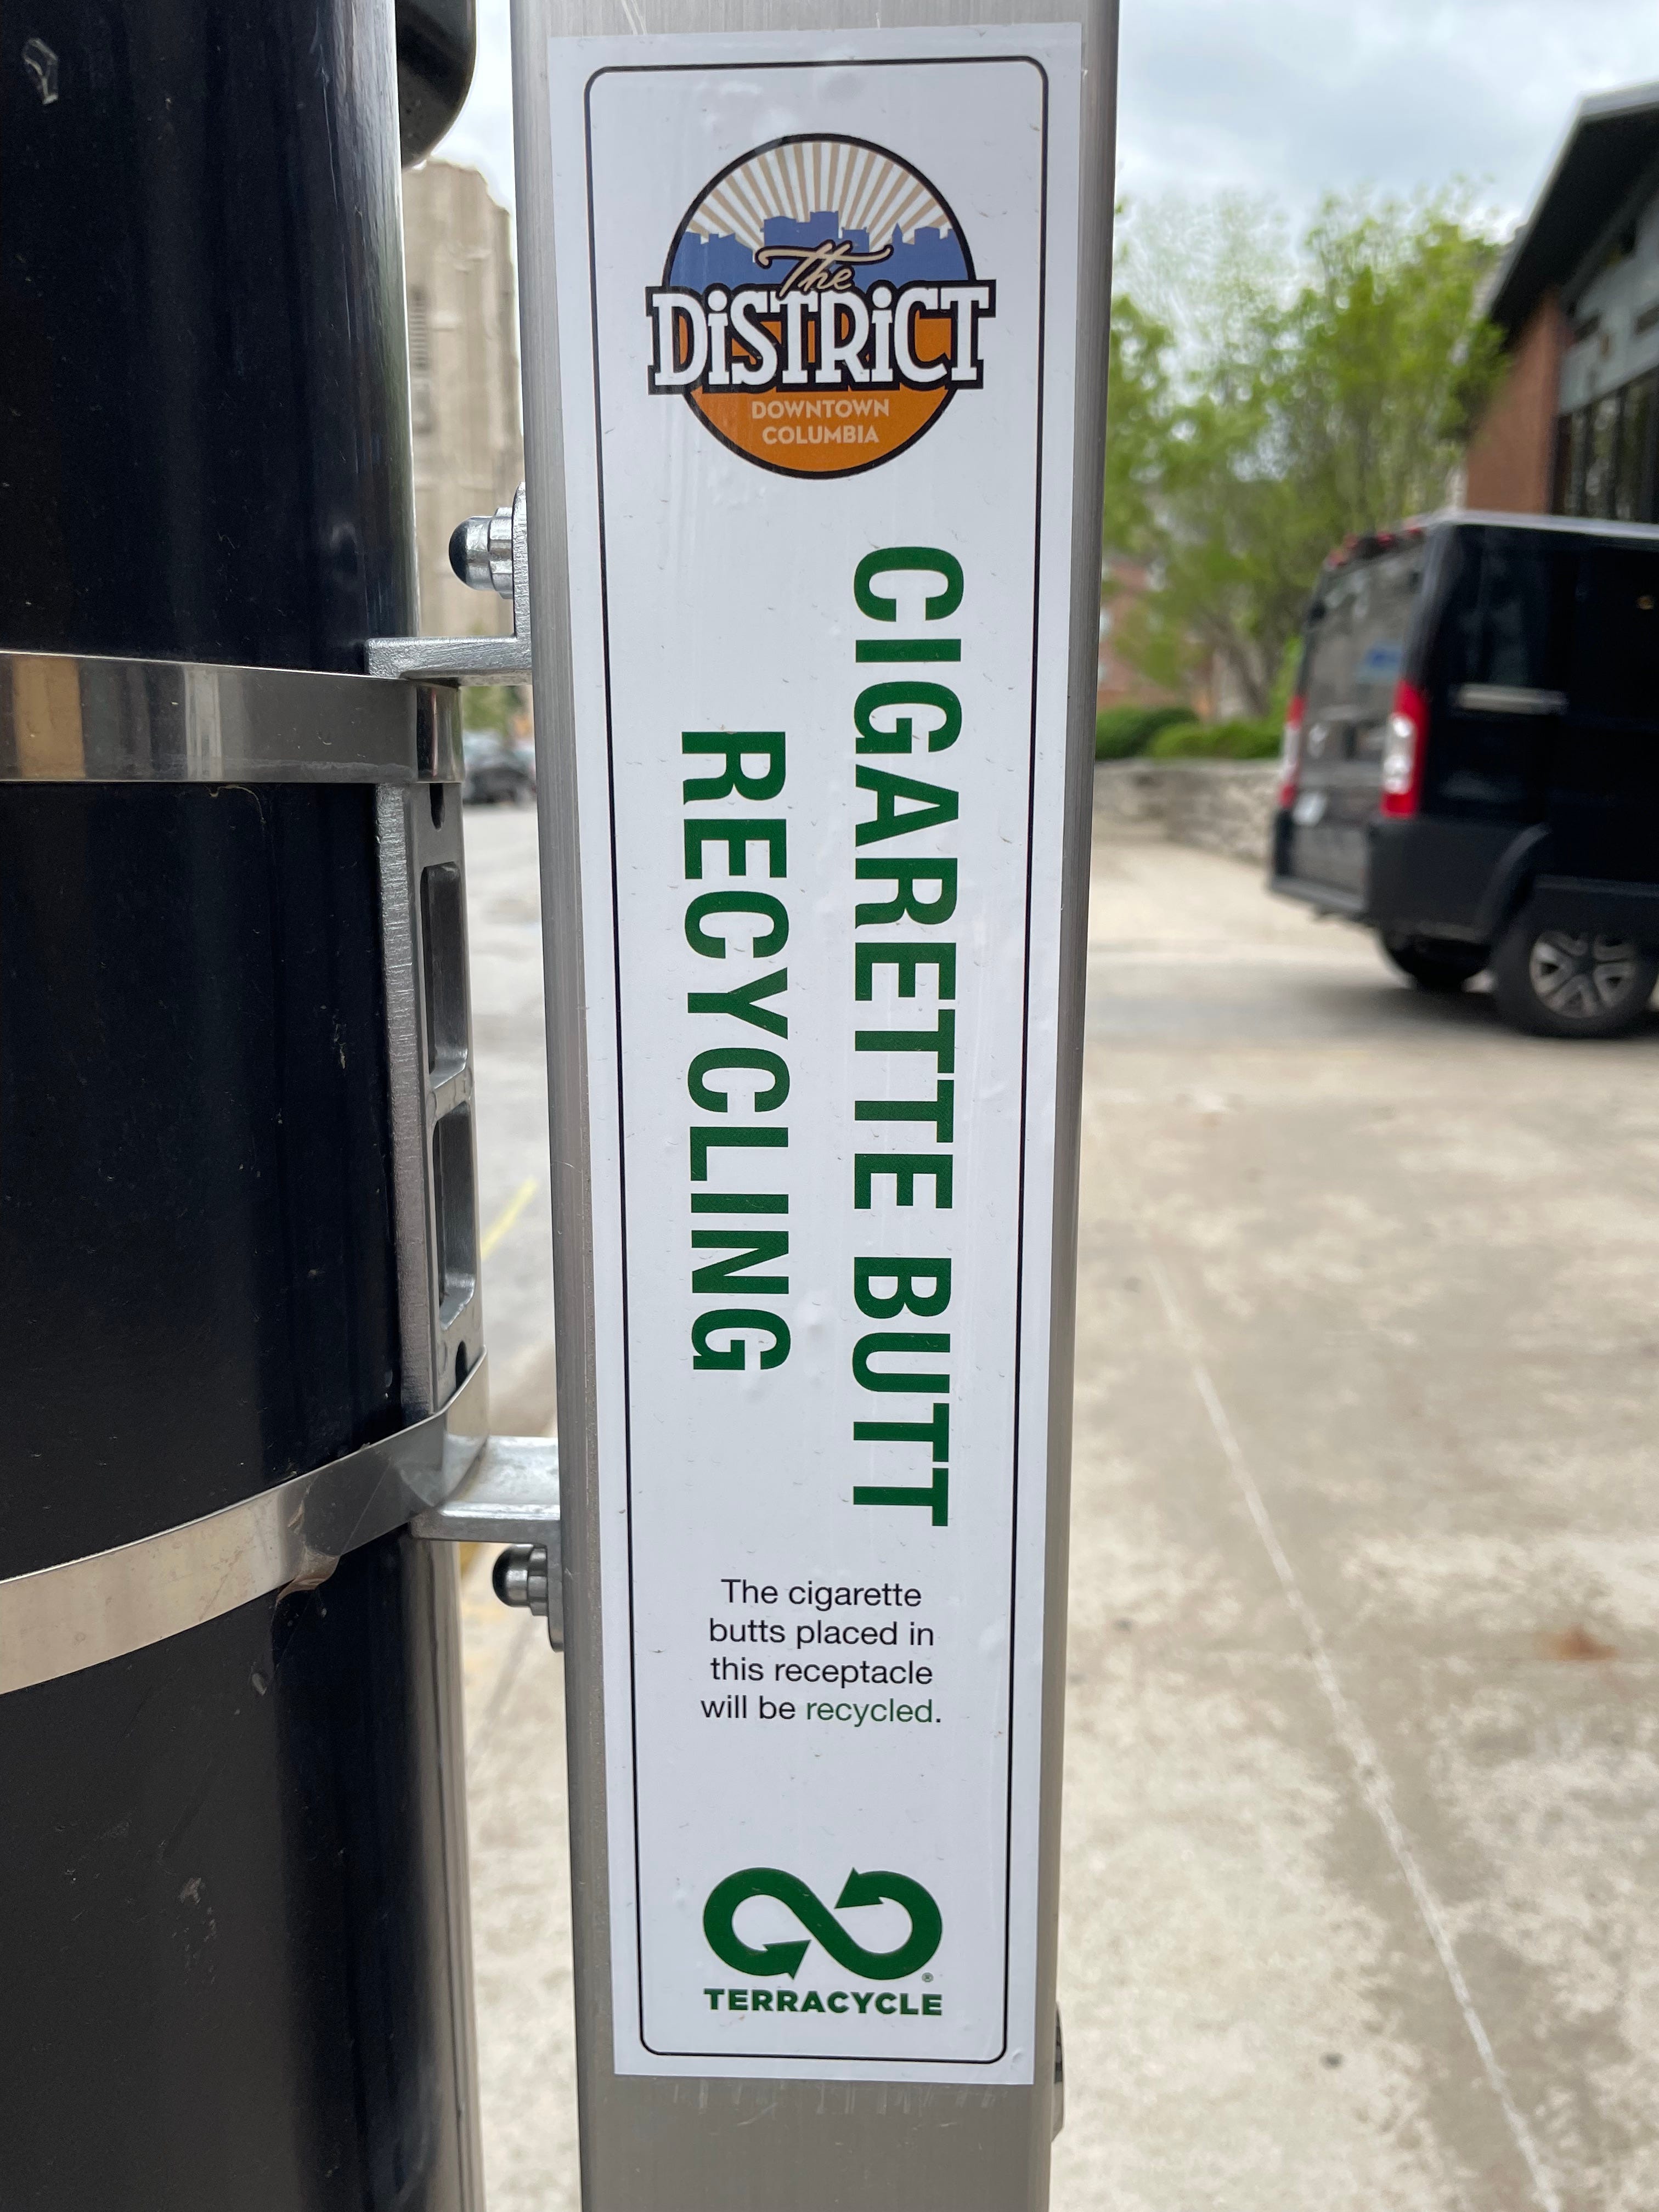 The
DiSTRiCT
DOWNTOWN
COLUMBIA
CIGARETTE BUTT
RECYCLING
The cigarette
butts placed in
this receptacle
will be recycled.
®
TERRACYCLE